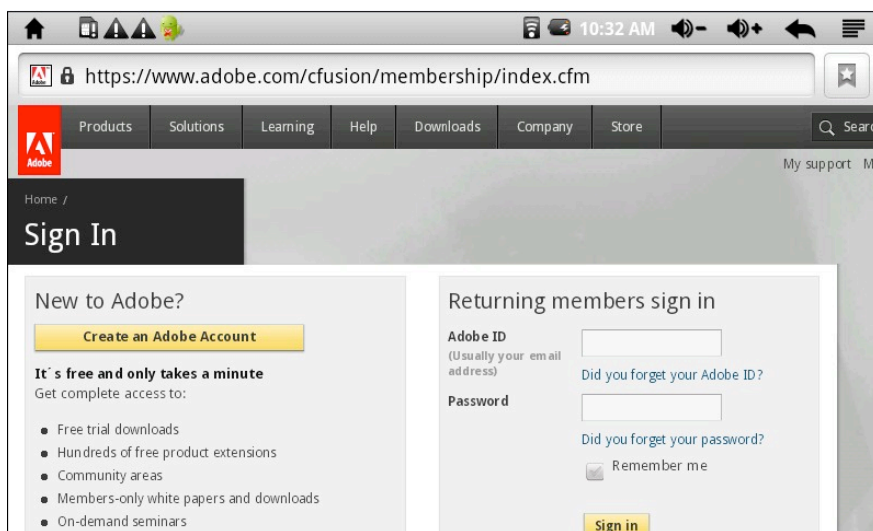 10:32 AM
https://www.adobe.com/cfusion/membership/index.cfm
Adobe
Products Solutions Learning Help Downloads Company Store Sear
My support M
Home /
Sign In
New to Adobe?
Create an Adobe Account
It´s free and only takes a minute
Get complete access to:
Free trial downloads
Hundreds of free product extensions
Community areas
Members-only white papers and downloads
On-demand seminars
Returning members sign in
Adobe ID
(Usually your email
address)
Did you forget your Adobe ID?
Password
Did you forget your password?
Remember me
Sign in